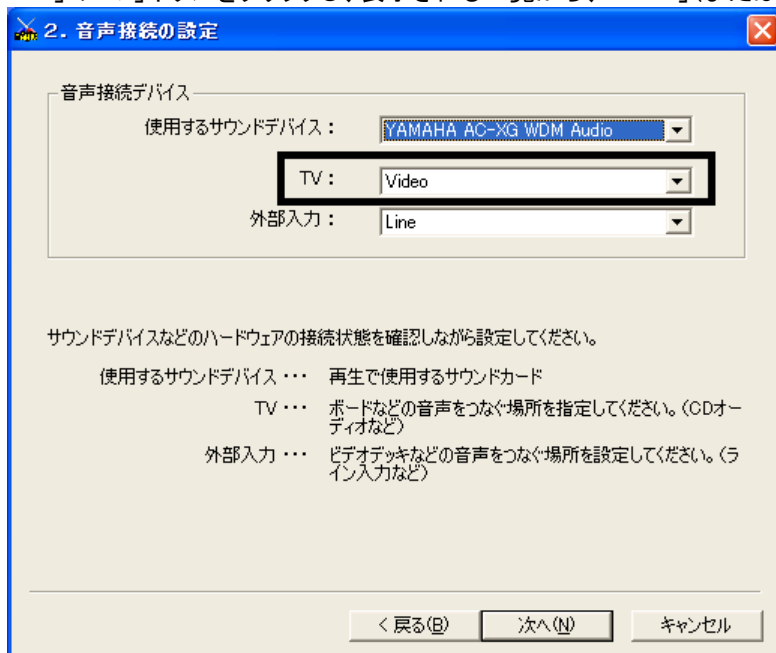 2. 音声接続の設定
音声接続デバイス
使用するサウンドデバイス： YAMAHA AC-XG WDM Audio
TV： Video
外部入力： Line
サウンドデバイスなどのハードウェアの接続状態を確認しながら設定してください。
使用するサウンドデバイス・・・ 再生で使用するサウンドカード
TV・・・ ボードなどの音声をつなぐ場所を指定してください。（CDオー
ディオなど）
外部入力・・・ ビデオデッキなどの音声をつなぐ場所を設定してください。（ラ
イン入力など）
< 戻る(B) 次へ(N) キャンセル